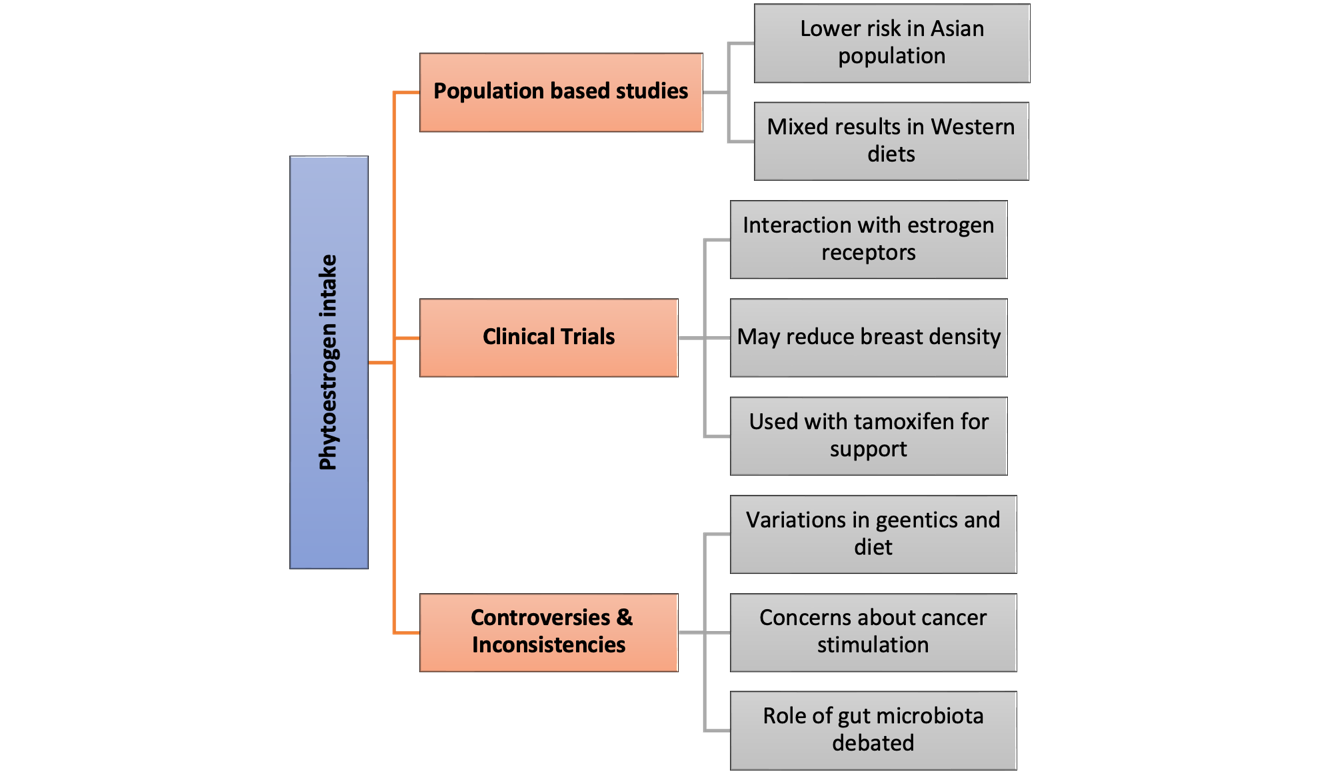 Phytoestrogen intake
Population based studies
Lower risk in Asian
population
Mixed results in Western
diets
Clinical Trials
Interaction with estrogen
receptors
May reduce breast density
Used with tamoxifen for
support
Controversies &
Inconsistencies
Variations in geentics and
diet
Concerns about cancer
stimulation
Role of gut microbiota
debated